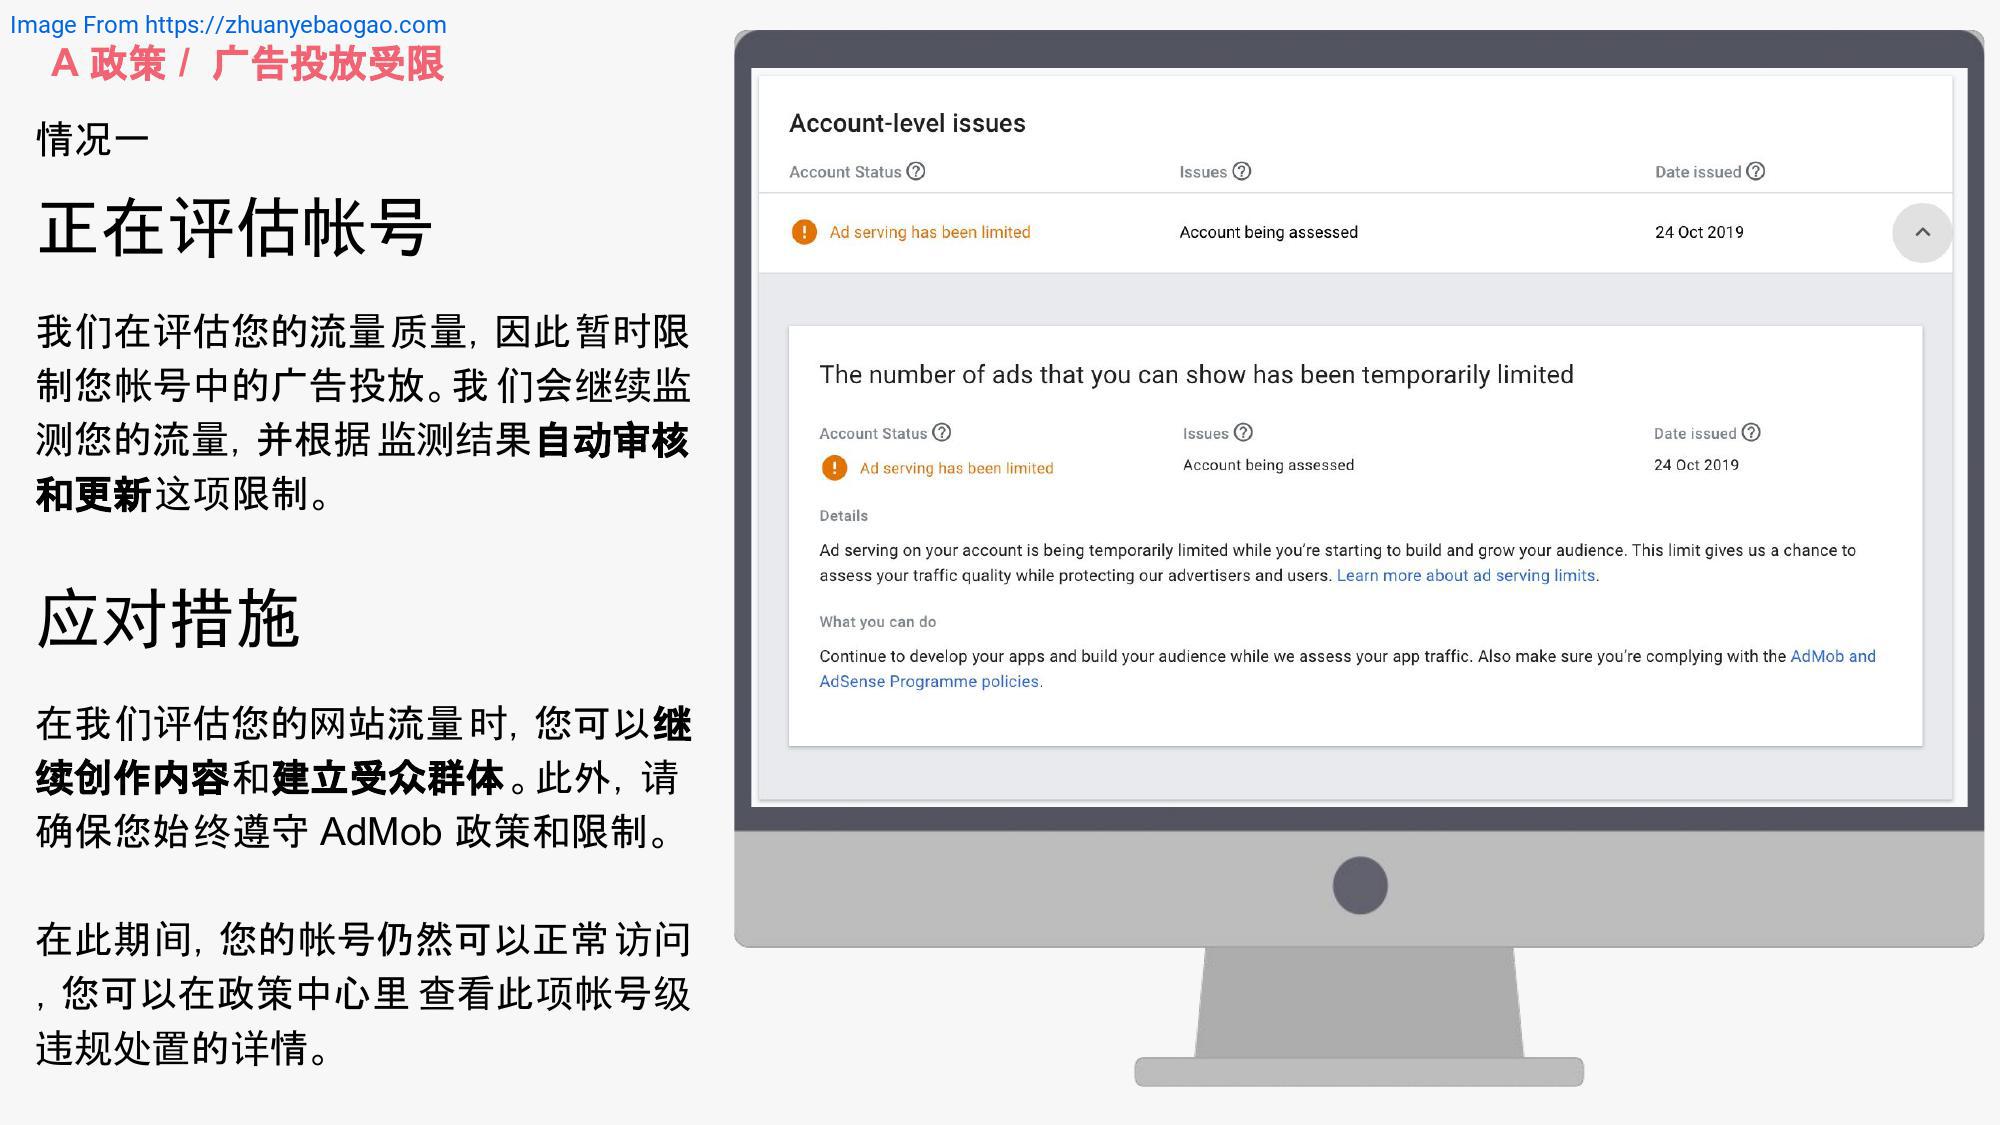 Image From https://zhuanyebaogao.com
A 政策 / 广告投放受限
情况一
正在评估帐号
我们在评估您的流量质量, 因此暂时限
制您帐号中的广告投放。我们会继续监
测您的流量, 并根据监测结果自动审核
和更新这项限制。
应对措施
在我们评估您的网站流量时, 您可以继
续创作内容和建立受众群体。此外, 请
确保您始终遵守 AdMob 政策和限制。
在此期间, 您的帐号仍然可以正常访问
, 您可以在政策中心里查看此项帐号级
违规处置的详情。
Account-level issues
Account Status Issues Date issued
Ad serving has been limited Account being assessed 24 Oct 2019
The number of ads that you can show has been temporarily limited
Account Status Issues Date issued
Ad serving has been limited Account being assessed 24 Oct 2019
Details
Ad serving on your account is being temporarily limited while you're starting to build and grow your audience. This limit gives us a chance to
assess your traffic quality while protecting our advertisers and users. Learn more about ad serving limits.
What you can do
Continue to develop your apps and build your audience while we assess your app traffic. Also make sure you're complying with the AdMob and
AdSense Programme policies.